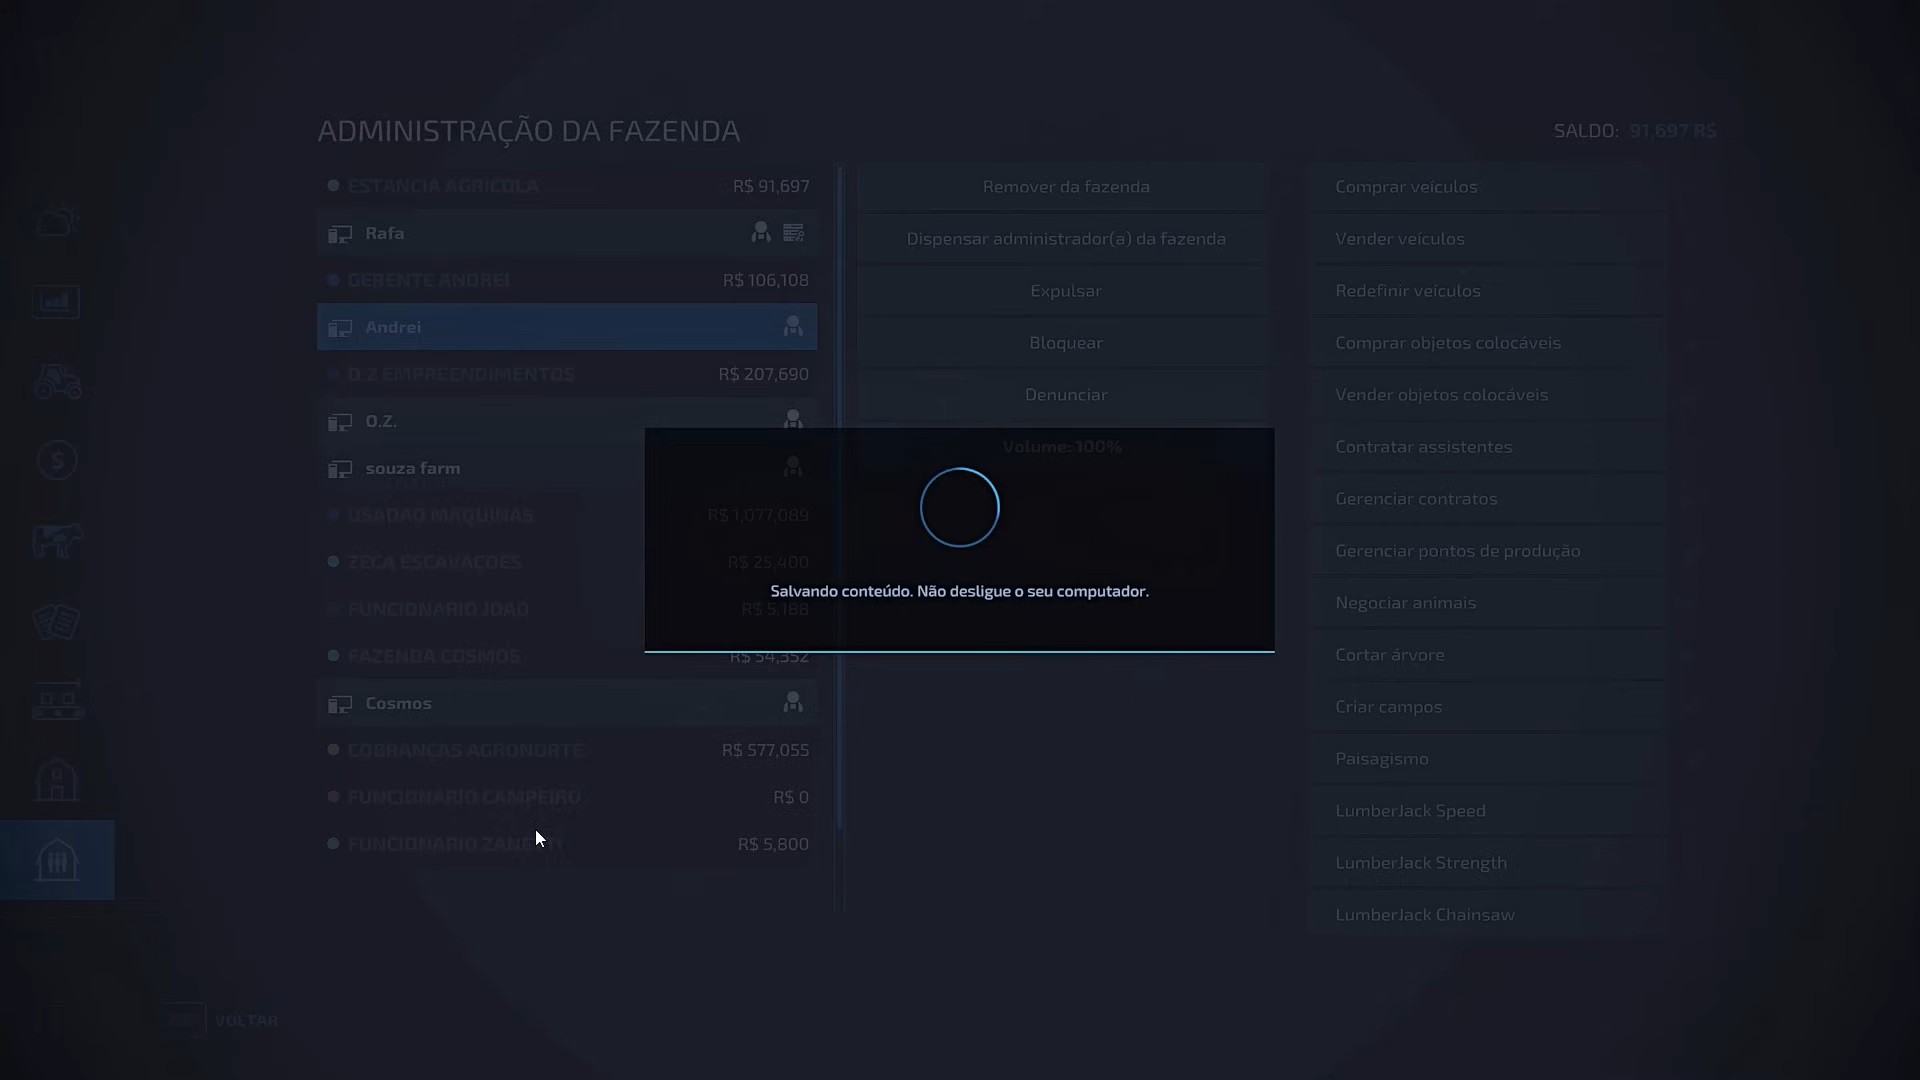 ADMINISTRAÇÃO DA FAZENDA
SALDO: 91,697 R$
ESTANCIA AGRICOLA R$ 91,697
Rafa
GERENTE ANDREI R$ 106,108
Andrei
O Z EMPREENDIMENTOS R$ 207,690
O.Z.
souza farm
USADAO MAQUINAS R$ 1,077,089
ZECA ESCAVACOES R$ 25,400
FUNCIONARIO JOAO R$ 5,188
FAZENDA COSMOS R$ 54,352
Cosmos
COBRANCAS AGRONORTE R$ 577,055
FUNCIONARIO CAMPEIRO R$ 0
FUNCIONARIO R$ 5,800
Remover da fazenda
Dispensar administrador(a) da fazenda
Expulsar
Bloquear
Denunciar
Volume: 100%
Salvando conteúdo. Não desligue o seu computador.
Comprar veículos
Vender veículos
Redefinir veículos
Comprar objetos colocáveis
Vender objetos colocáveis
Contratar assistentes
Gerenciar contratos
Gerenciar pontos de produção
Negociar animais
Cortar árvore
Criar campos
Paisagismo
LumberJack Speed
LumberJack Strength
LumberJack Chainsaw
VOLTAR